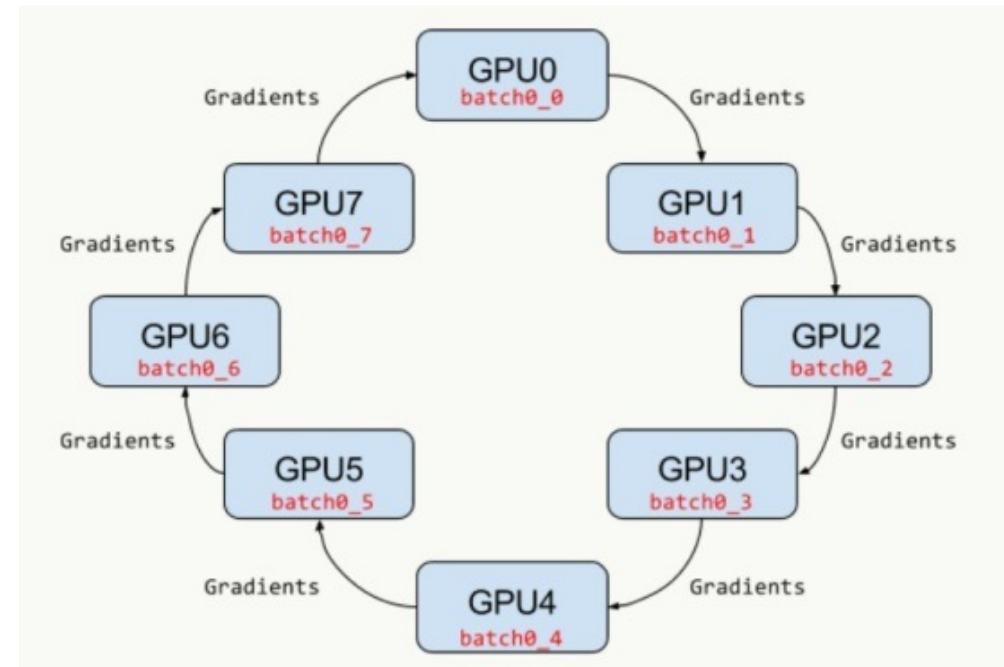 GPU0
batch0_0
Gradients
Gradients
GPU7
batch0_7
GPU1
batch0_1
Gradients
Gradients
GPU6
batch0_6
GPU2
batch0_2
Gradients
Gradients
GPU5
batch0_5
GPU3
batch0_3
Gradients
Gradients
GPU4
batch0_4